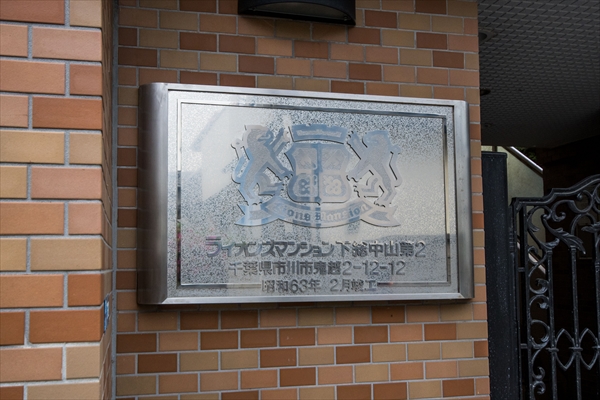 Lions Mansion
ライオンズマンション下総中山第2
千葉県市川市鬼越2-12-12
昭和63年 2月竣工